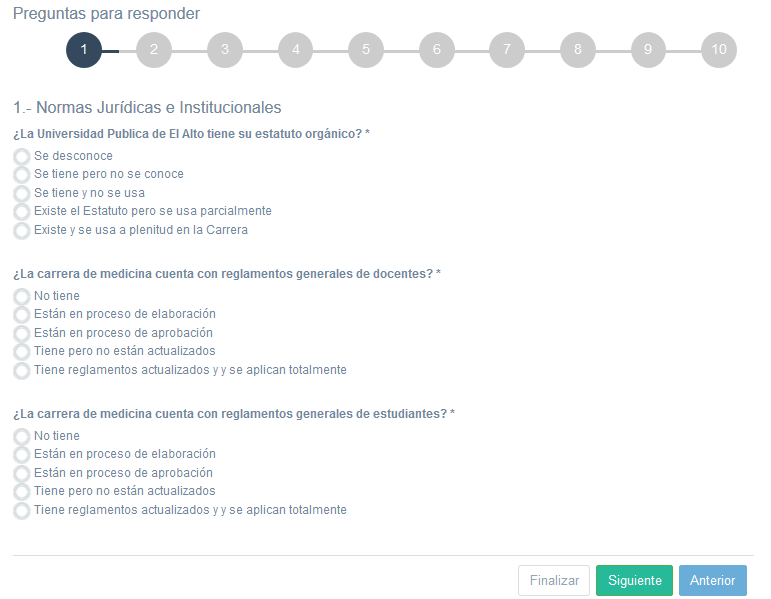 Preguntas para responder
1 2 3 4 5 6 7 8 9 10
1.- Normas Jurídicas e Institucionales
¿La Universidad Publica de El Alto tiene su estatuto orgánico? *
Se desconoce
Se tiene pero no se conoce
Se tiene y no se usa
Existe el Estatuto pero se usa parcialmente
Existe y se usa a plenitud en la Carrera
¿La carrera de medicina cuenta con reglamentos generales de docentes? *
No tiene
Están en proceso de elaboración
Están en proceso de aprobación
Tiene pero no están actualizados
Tiene reglamentos actualizados y y se aplican totalmente
¿La carrera de medicina cuenta con reglamentos generales de estudiantes? *
No tiene
Están en proceso de elaboración
Están en proceso de aprobación
Tiene pero no están actualizados
Tiene reglamentos actualizados y y se aplican totalmente
Finalizar Siguiente Anterior